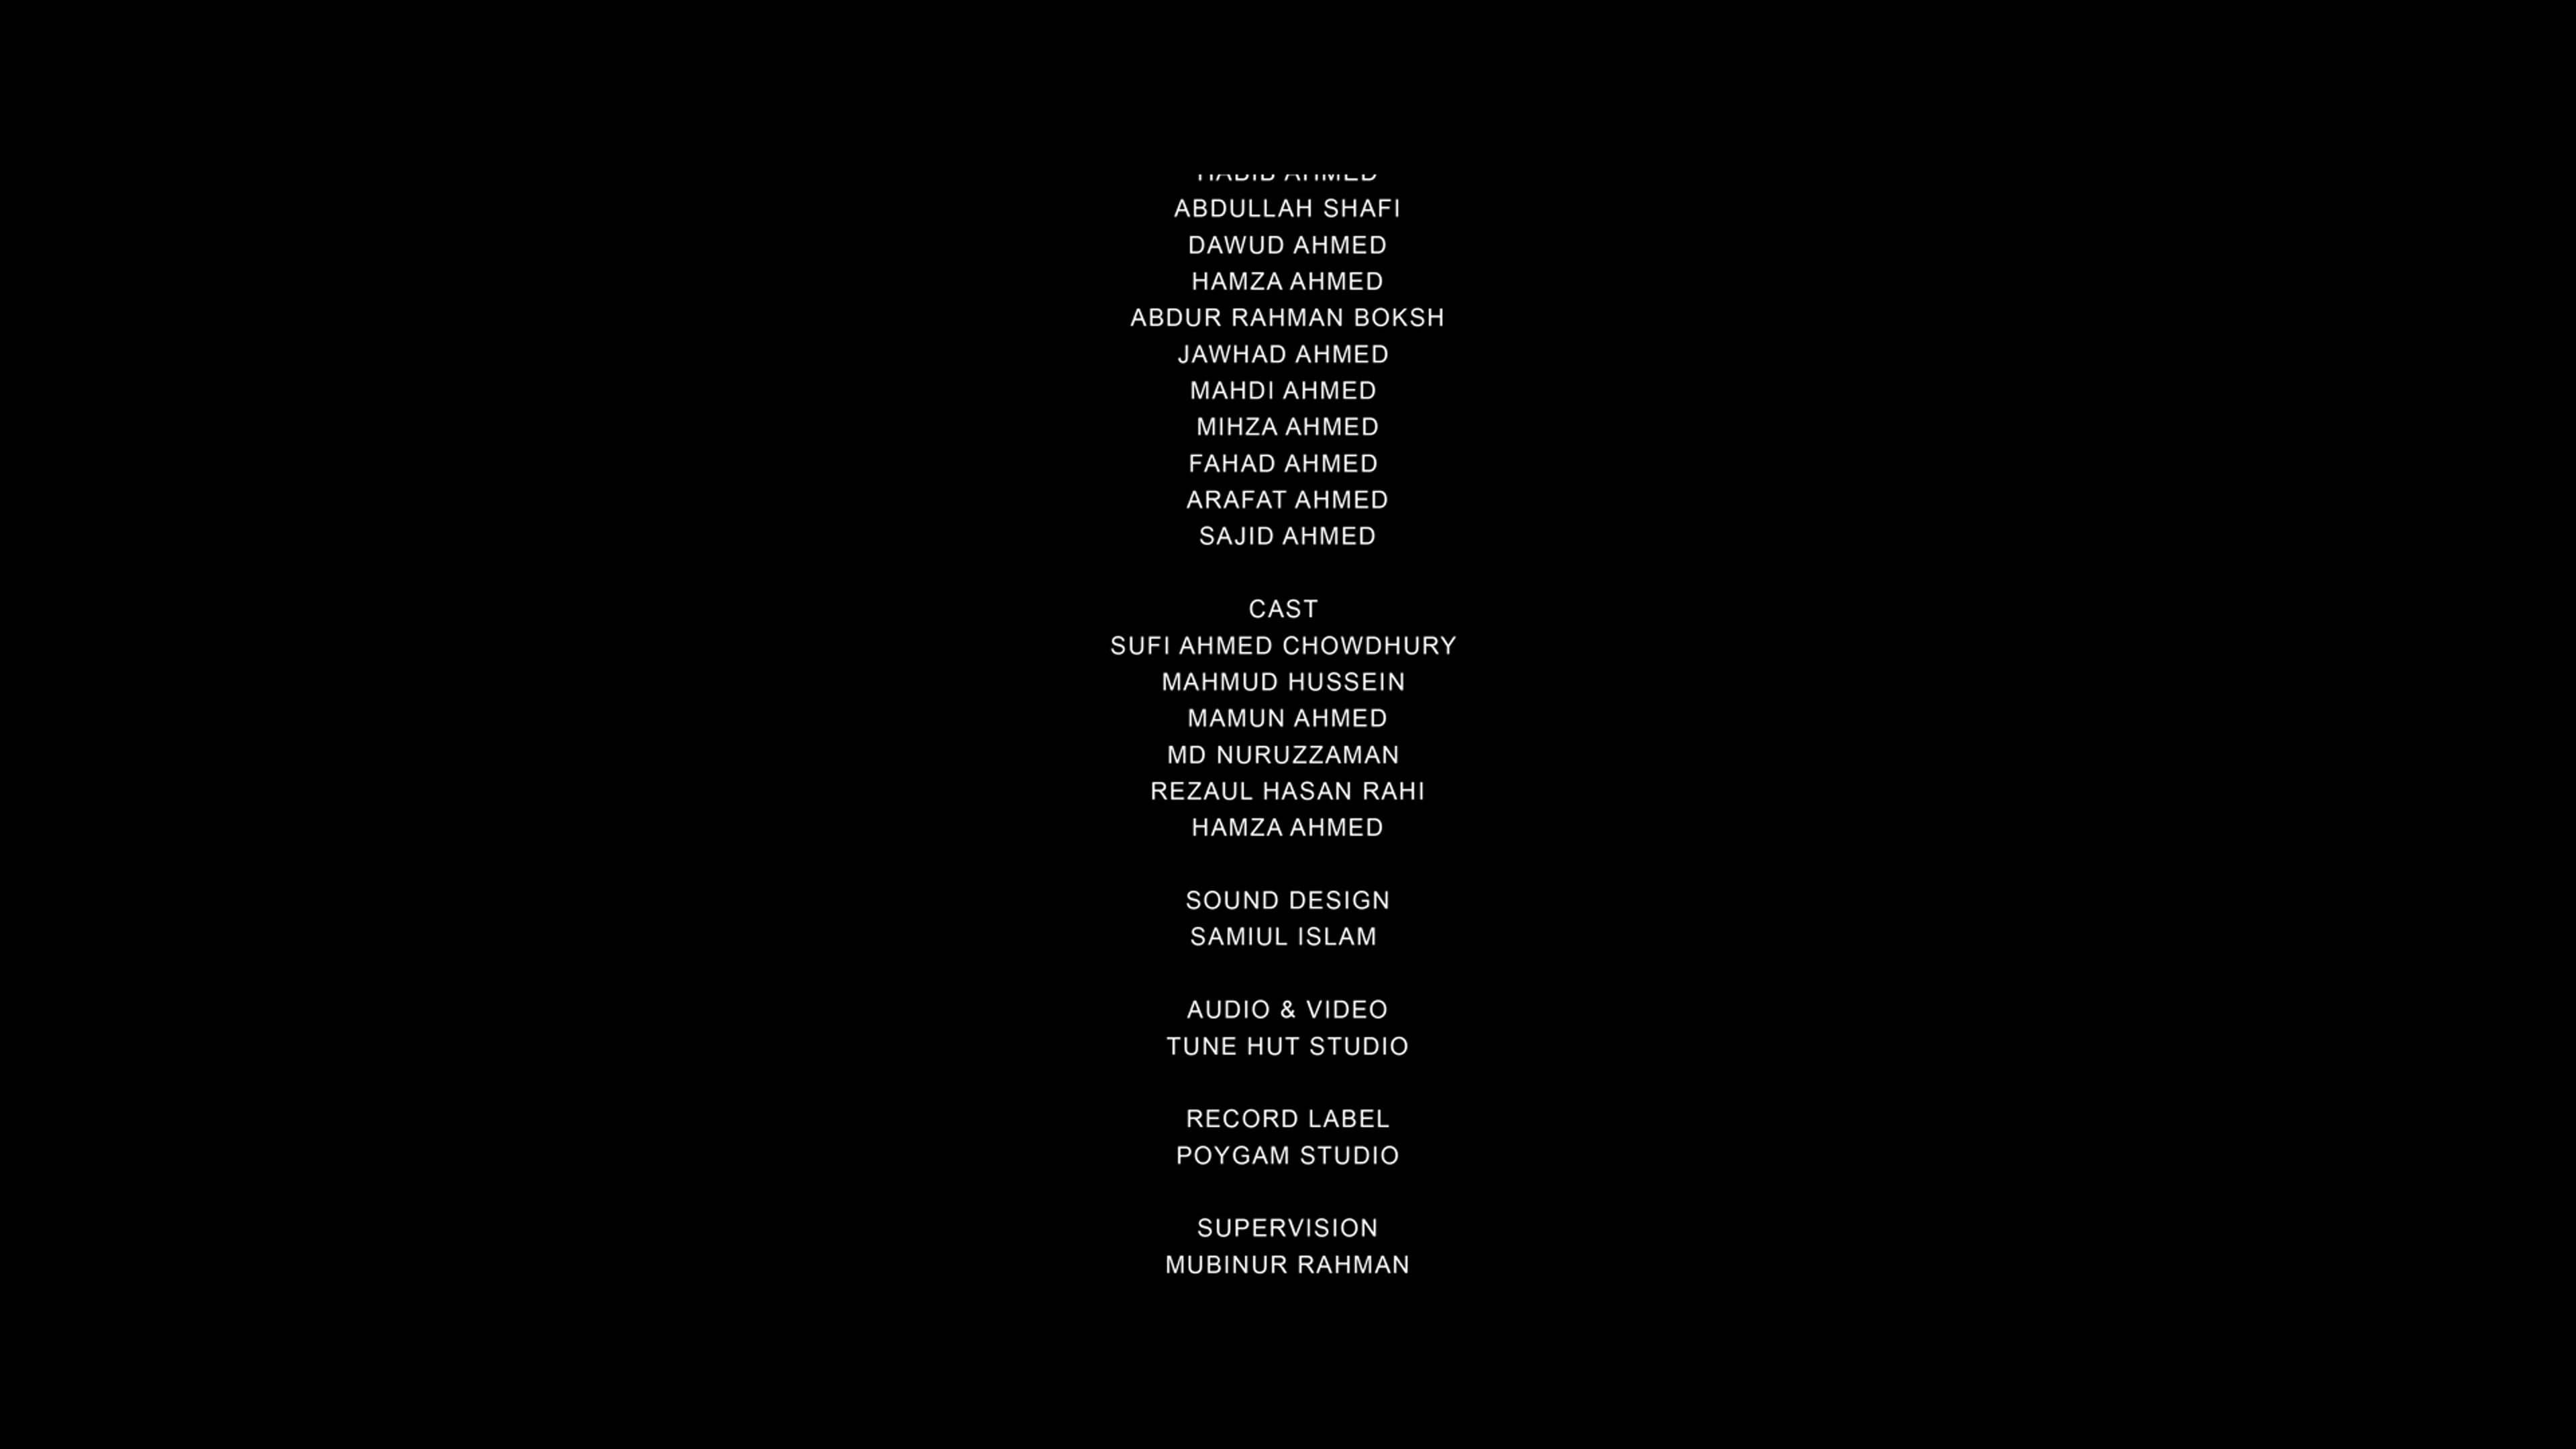 HABIB AHMED
ABDULLAH SHAFI
DAWUD AHMED
HAMZA AHMED
ABDUR RAHMAN BOKSH
JAWHAD AHMED
MAHDI AHMED
MIHZA AHMED
FAHAD AHMED
ARAFAT AHMED
SAJID AHMED
CAST
SUFI AHMED CHOWDHURY
MAHMUD HUSSEIN
MAMUN AHMED
MD NURUZZAMAN
REZAUL HASAN RAHI
HAMZA AHMED
SOUND DESIGN
SAMIUL ISLAM
AUDIO & VIDEO
TUNE HUT STUDIO
RECORD LABEL
POYGAM STUDIO
SUPERVISION
MUBINUR RAHMAN